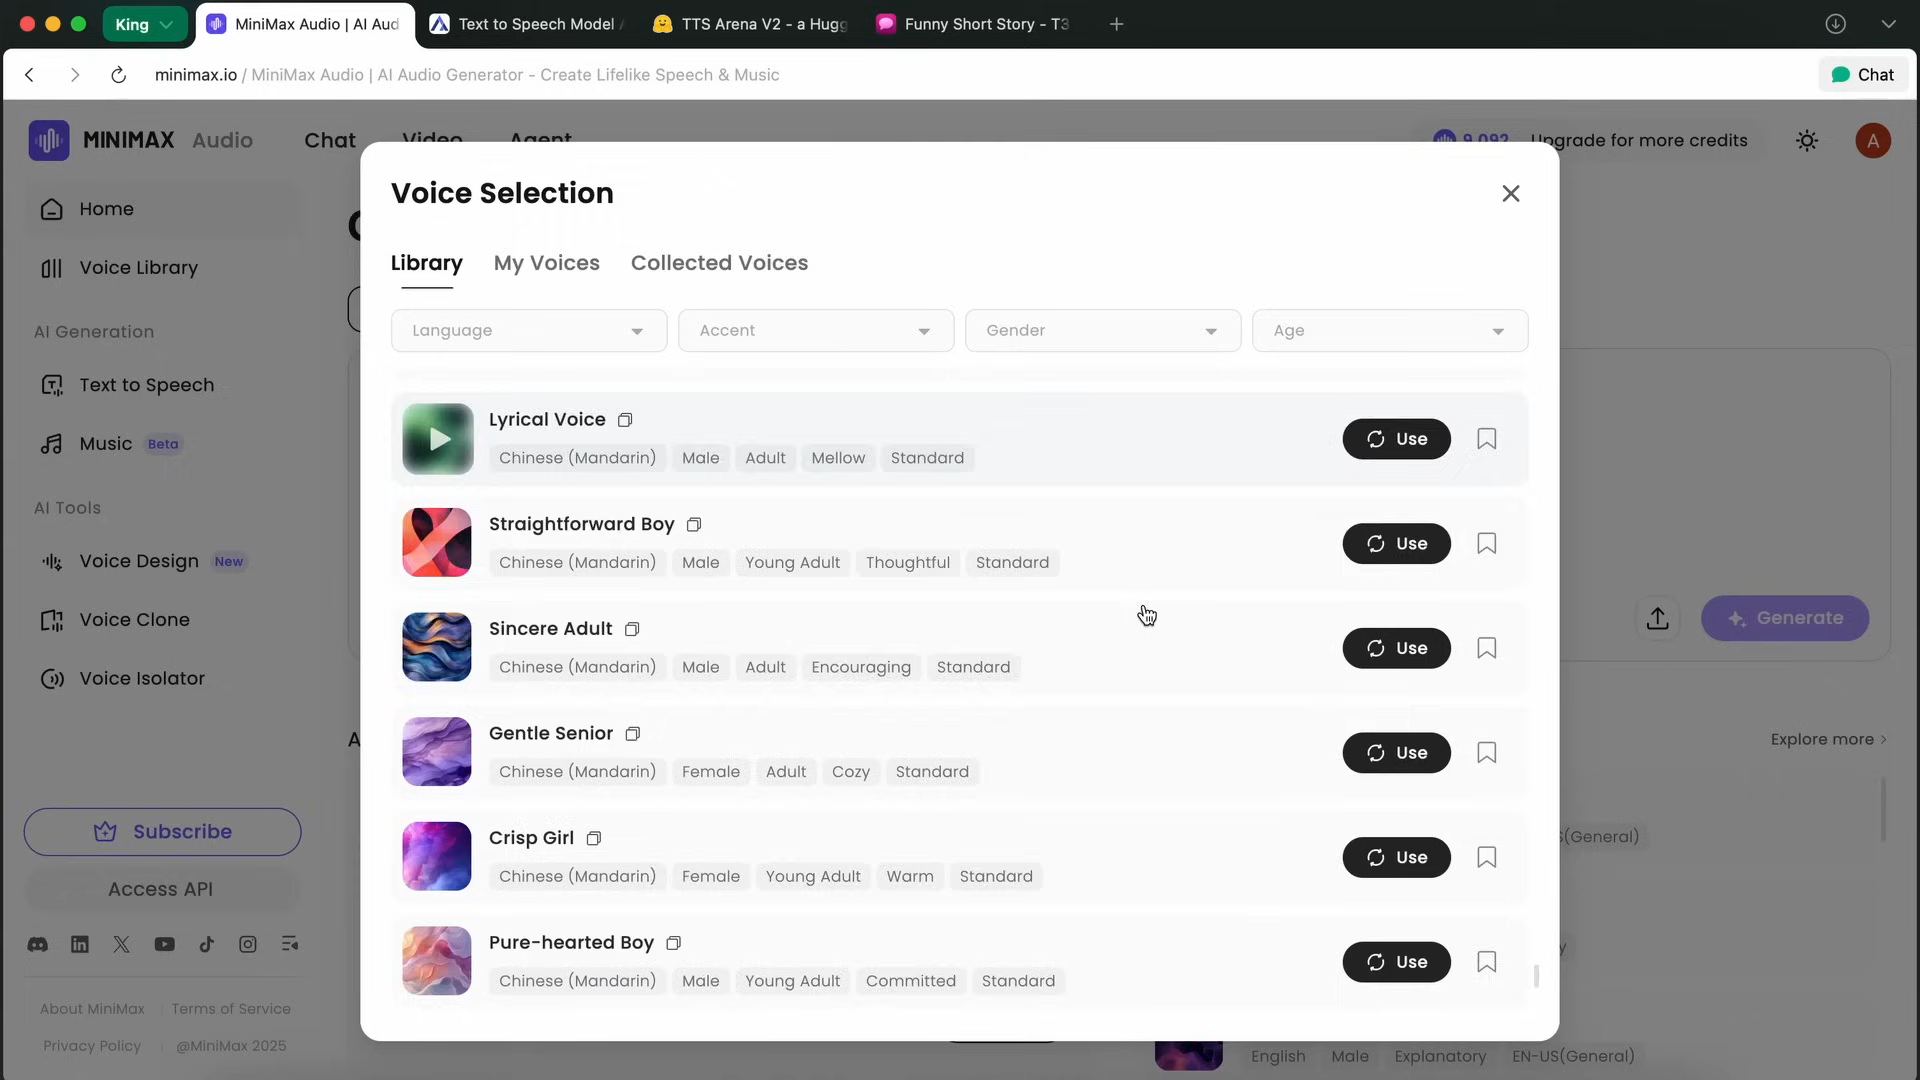 King
MiniMax Audio | AI Aud
Text to Speech Model
TTS Arena V2 - a Hugg
Funny Short Story - T3
minimax.io / MiniMax Audio | AI Audio Generator - Create Lifelike Speech & Music
Chat
MINIMAX Audio
Chat
Video
Agent
9,092
Upgrade for more credits
A
Home
Voice Library
AI Generation
Text to Speech
Music Beta
AI Tools
Voice Design New
Voice Clone
Voice Isolator
Subscribe
Access API
About MiniMax
Terms of Service
Privacy Policy
@MiniMax 2025
Voice Selection
Library
My Voices
Collected Voices
Language
Accent
Gender
Age
Lyrical Voice
Chinese (Mandarin) Male Adult Mellow Standard
Use
Straightforward Boy
Chinese (Mandarin) Male Young Adult Thoughtful Standard
Use
Sincere Adult
Chinese (Mandarin) Male Adult Encouraging Standard
Use
Gentle Senior
Chinese (Mandarin) Female Adult Cozy Standard
Use
Crisp Girl
Chinese (Mandarin) Female Young Adult Warm Standard
Use
Pure-hearted Boy
Chinese (Mandarin) Male Young Adult Committed Standard
Use
Generate
Explore more
(General)
English Male Explanatory EN-US(General)